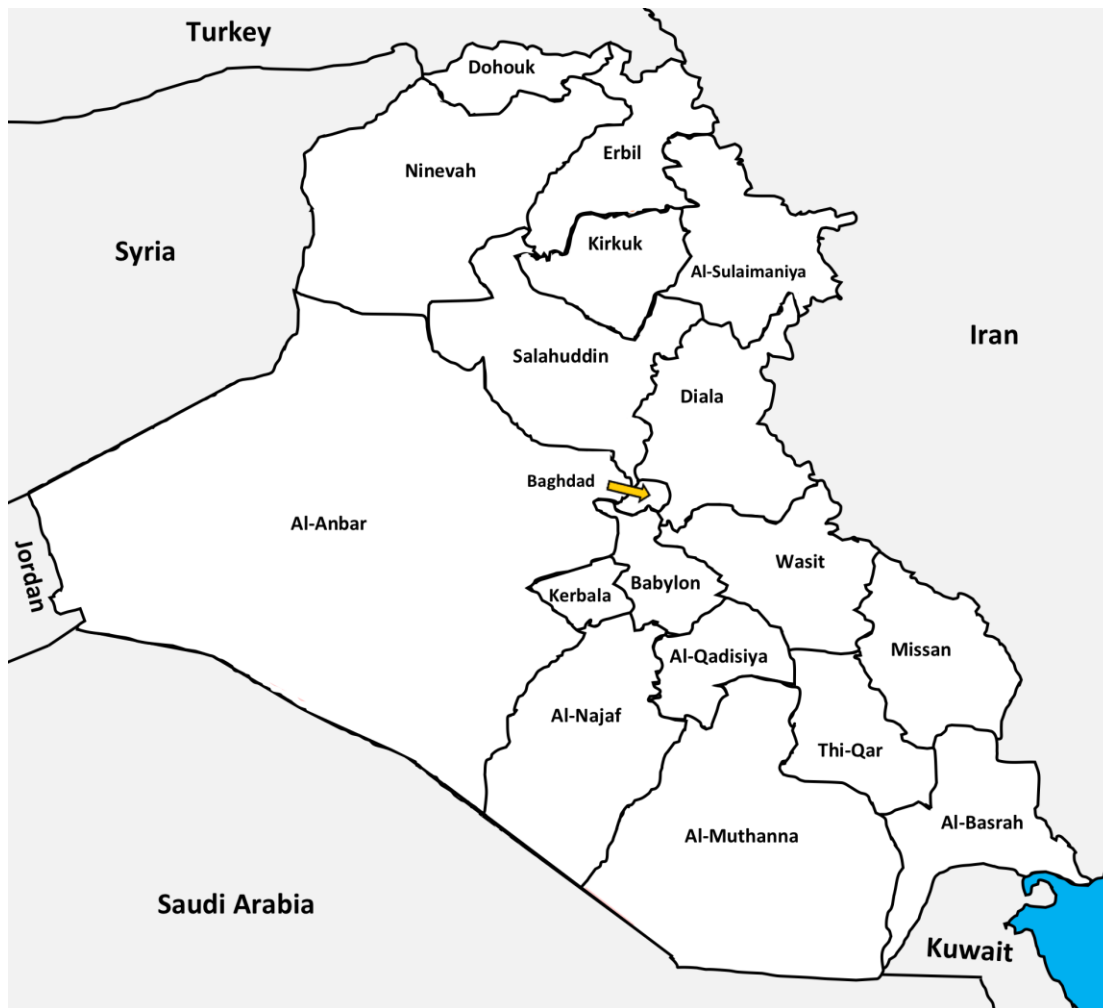 Turkey
Dohouk
Ninevah
Erbil
Syria
Kirkuk
Al-Sulaimaniya
Iran
Salahuddin
Diala
Baghdad
Al-Anbar
Jordan
Wasit
Kerbala
Babylon
Missan
Al-Qadisiya
Al-Najaf
Thi-Qar
Al-Basrah
Al-Muthanna
Saudi Arabia
Kuwait